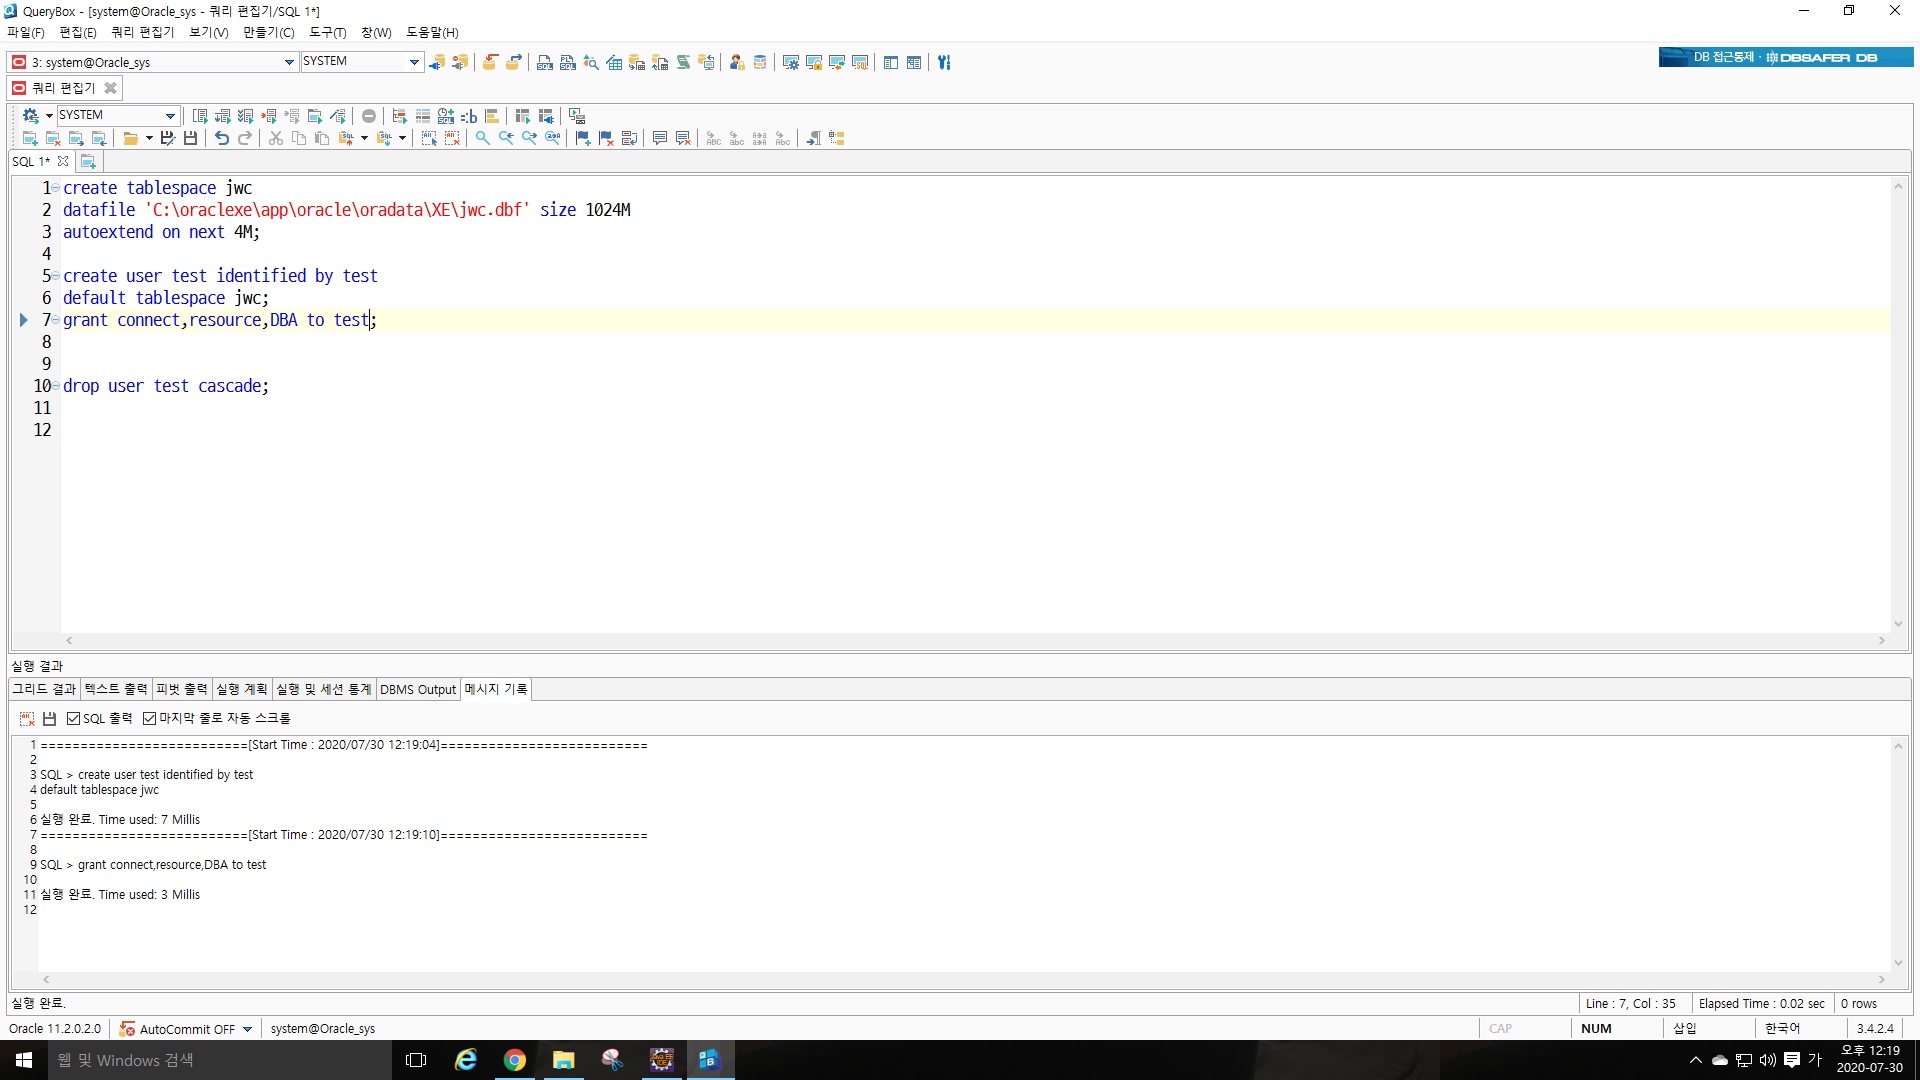 QueryBox - [system@Oracle_sys - 쿼리 편집기/SQL 1*]
파일(F) 편집(E) 쿼리 편집기 보기(V) 만들기(C) 도구(T) 창(W) 도움말(H)
3: system@Oracle_sys SYSTEM
DB 접근통제 · DBSAFER DB
쿼리 편집기
SYSTEM
SQL 1*
1 create tablespace jwc
2 datafile 'C:\oraclexe\app\oracle\oradata\XE\jwc.dbf' size 1024M
3 autoextend on next 4M;
4
5 create user test identified by test
6 default tablespace jwc;
7 grant connect,resource,DBA to test;
8
9
10 drop user test cascade;
11
12
실행 결과
그리드 결과 텍스트 출력 피벗 출력 실행 계획 실행 및 세션 통계 DBMS Output 메시지 기록
SQL 출력 마지막 줄로 자동 스크롤
1 ==========================[Start Time : 2020/07/30 12:19:04]==========================
2
3 SQL > create user test identified by test
4 default tablespace jwc
5
6 실행 완료. Time used: 7 Millis
7 ==========================[Start Time : 2020/07/30 12:19:10]==========================
8
9 SQL > grant connect,resource,DBA to test
10
11 실행 완료. Time used: 3 Millis
12
실행 완료. Line : 7, Col : 35 Elapsed Time : 0.02 sec 0 rows
Oracle 11.2.0.2.0 AutoCommit OFF system@Oracle_sys CAP NUM 삽입 한국어 3.4.2.4
웹 및 Windows 검색 가 오후 12:19
2020-07-30